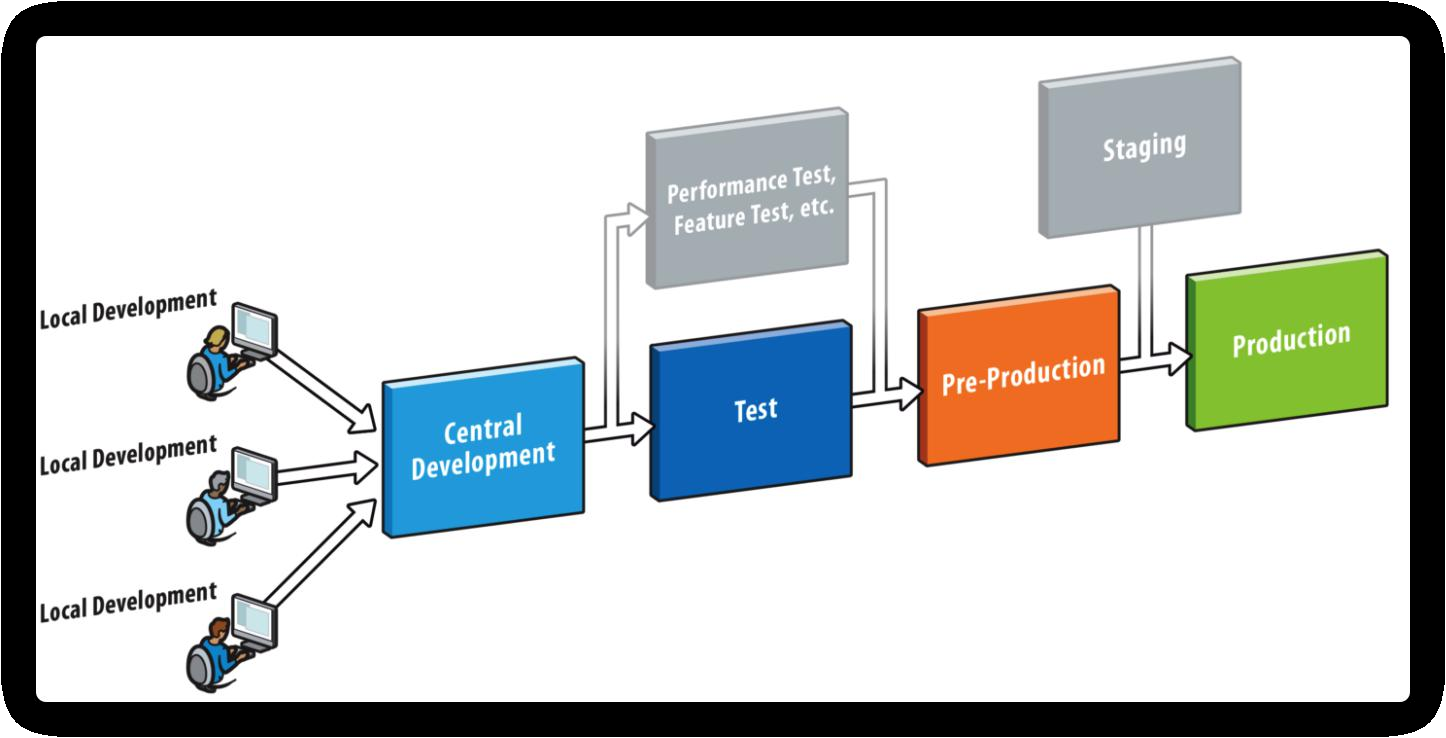 Local Development
Local Development
Local Development
Central
Development
Performance Test,
Feature Test, etc.
Test
Pre-Production
Staging
Production